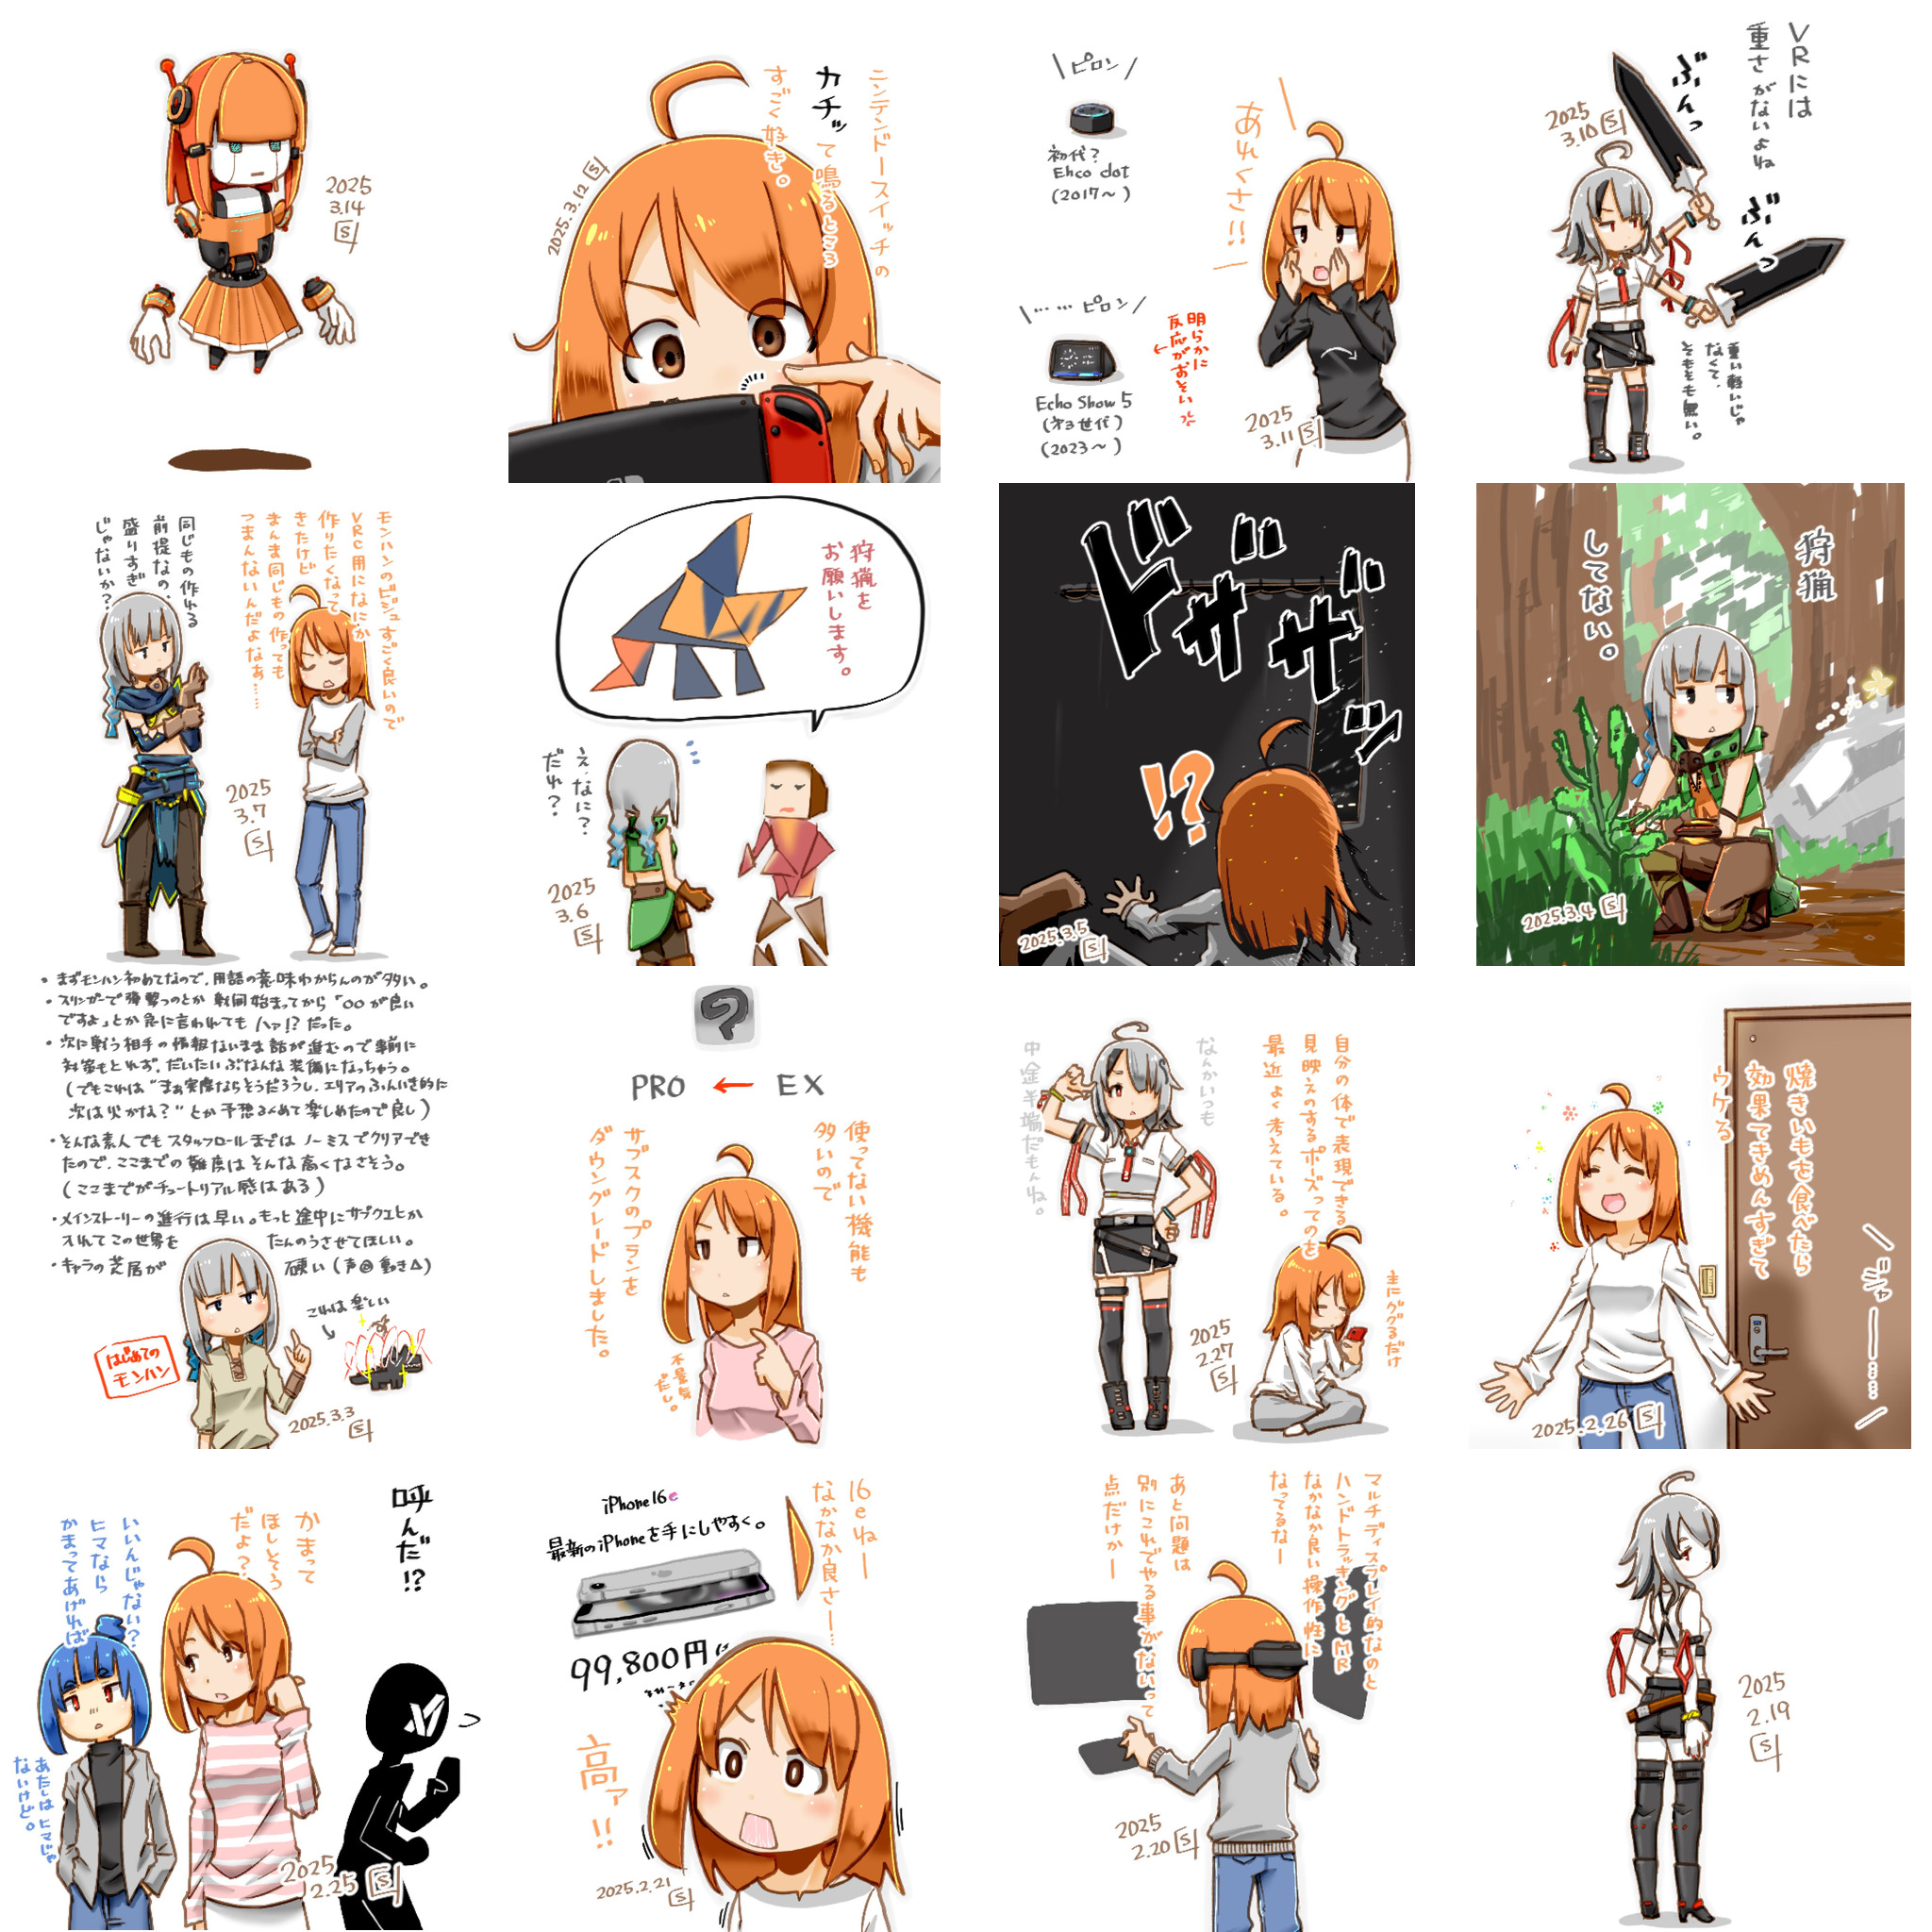 2025
3.14
S
ニンテンドースイッチの
カチッて鳴るところ
すごく好き。
2025.3.12 S
\ピロン/
初代?
Ehco dot
(2017〜)
あれくさ!!
\……ピロン/
明らかに
反応がおそい
←
Echo Show 5
(才3世代)
(2023〜)
2025
3.11 S
VRには
重さがないよね
ぶんっ
ぶんっ
2025
3.10 S
重い軽いじゃ
なくて、
そもそも無い。
モンハンのビジュすごく良いので
VRC用になにか
作りたくなって
きたけど
まんま同じもの作っても
つまんないんだよなぁ……
同じもの作れる
前提なの、
盛りすぎ
じゃないか?
2025
3.7
S
狩猟を
お願いします。
え、なに?
だれ?
2025
3.6
S
ドザザザッ
!?
2025.3.5
S
狩猟
してない。
2025.3.4 S
・まずモンハン初めてなので、用語の意味わからんのが多い。
・スリンガーで弾撃つのとか戦闘始まってから「〇〇が良い
ですよ」とか急に言われてもハァ!?だった。
・次に戦う相手の情報ないまま話が進むので事前に
対策もとれず、だいたいぶなんな装備になっちゃう。
(でもこれは"まぁ実際ならそうだろうし、エリアのふんいき的に
次は火かな?"とか予想ふくめて楽しめたので良し)
・そんな素人でもスタッフロールまではノーミスでクリアでき
たので、ここまでの難度はそんな高くなさそう。
(ここまでがチュートリアル感はある)
・メインストーリーの進行は早い。もっと途中にサブクエとか
入れてこの世界をたんのうさせてほしい。
・キャラの芝居が硬い(声◎動き△)
これは楽しい
はじめての
モンハン
2025.3.3
S
?
PRO ← EX
使ってない機能も
多いので
サブスクのプランを
ダウングレードしました。
不景気
だし。
自分の体で表現できる
見映えのするポーズってのを
最近よく考えている。
なんかいつも
中途半端だもんね。
主にググるだけ
2025
2.27
S
焼きいもを食べたら
効果てきめんすぎて
ウケる
\ジャー……/
2025.2.26 S
呼んだ!?
かまって
ほしそう
だよ?
いいんじゃない?
ヒマなら
かまってあげれば
あたしはヒマじゃ
ないけど。
2025
2.25 S
16eねー
なかなか良さー…
iPhone16e
最新のiPhoneを手にしやすく。
99,800円
高ァ!!
2025.2.21
S
マルチディスプレイ的なのと
ハンドトラッキングとMR
なかなか良い操作性に
なってるなー
あと問題は
別にこれでやる事がないって
点だけかー
2025
2.20 S
2025
2.19
S